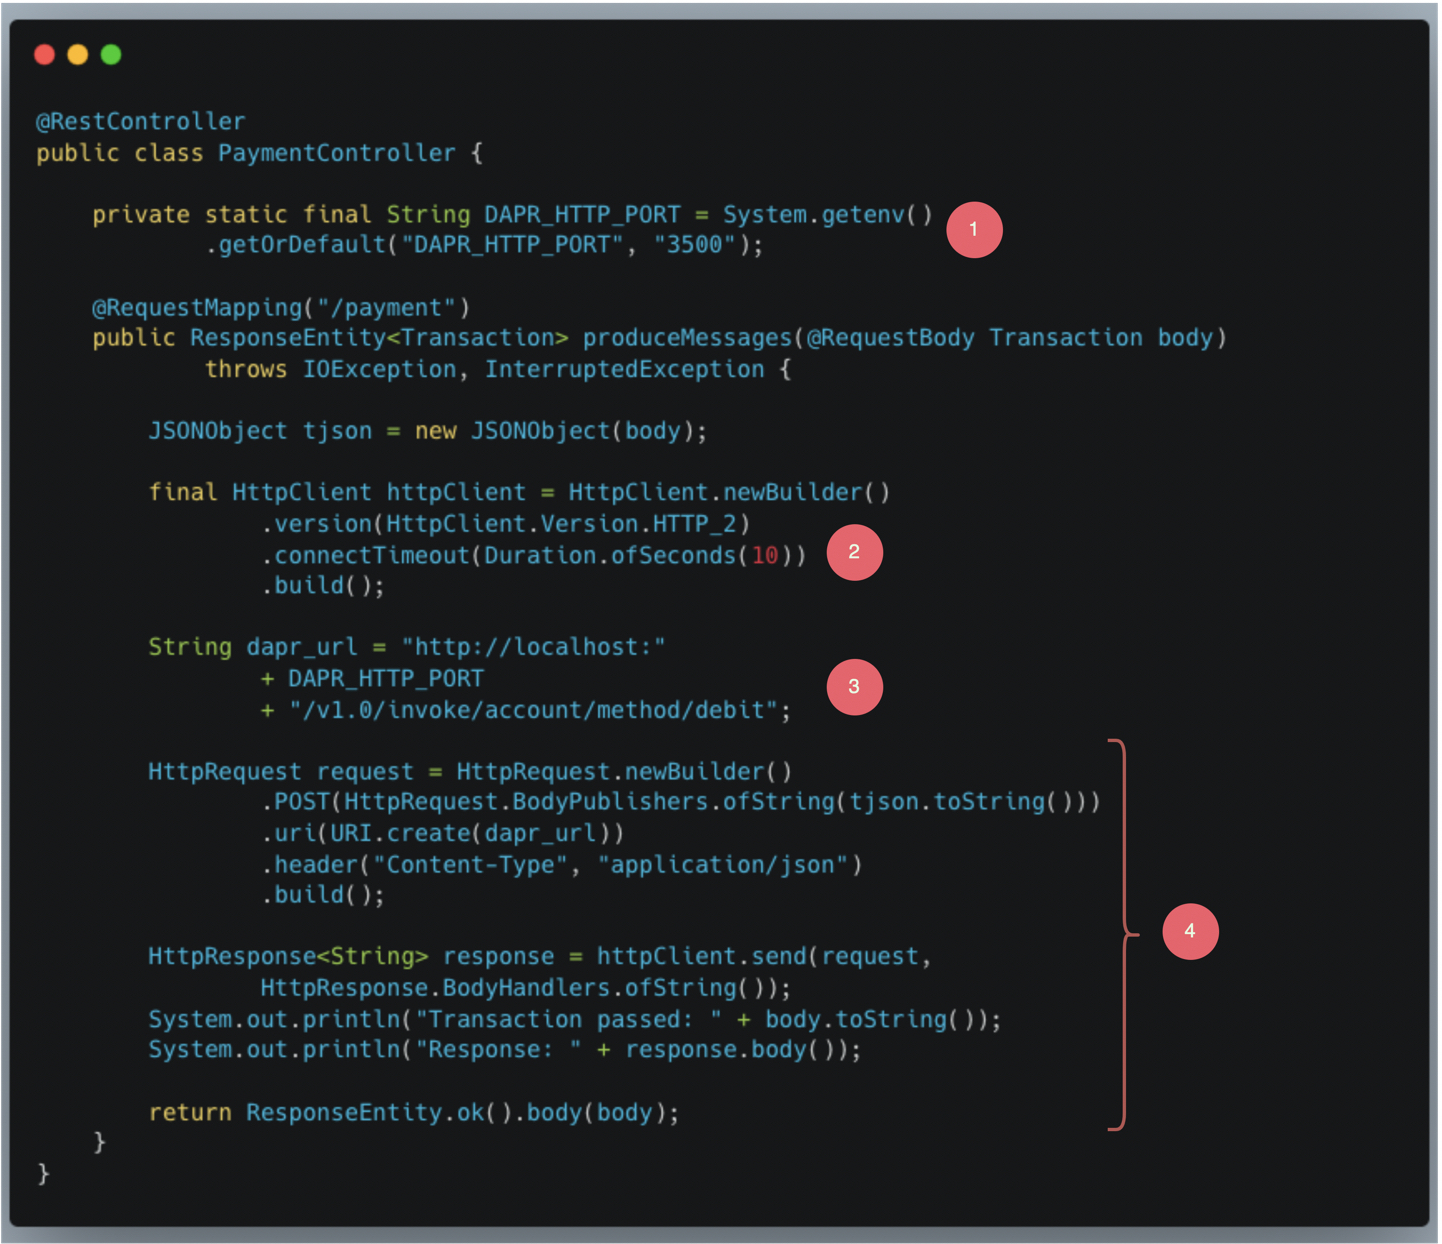 @RestController
public class PaymentController {
private static final String DAPR_HTTP_PORT = System.getenv()
.getOrDefault("DAPR_HTTP_PORT", "3500");
1
@RequestMapping("/payment")
public ResponseEntity<Transaction> produceMessages(@RequestBody Transaction body)
throws IOException, InterruptedException {
JSONObject tjson = new JSONObject(body);
final HttpClient httpClient = HttpClient.newBuilder()
.version(HttpClient.Version.HTTP_2)
.connectTimeout(Duration.ofSeconds(10))
2
.build();
String dapr_url = "http://localhost:"
+ DAPR_HTTP_PORT
3
+ "/v1.0/invoke/account/method/debit";
HttpRequest request = HttpRequest.newBuilder()
.POST(HttpRequest.BodyPublishers.ofString(tjson.toString()))
.uri(URI.create(dapr_url))
.header("Content-Type", "application/json")
.build();
4
HttpResponse<String> response = httpClient.send(request,
HttpResponse.BodyHandlers.ofString());
System.out.println("Transaction passed: " + body.toString());
System.out.println("Response: " + response.body());
return ResponseEntity.ok().body(body);
}
}